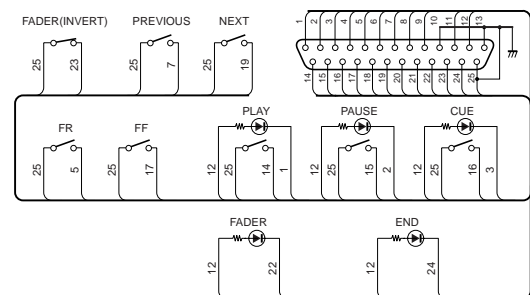 FADER(INVERT) PREVIOUS NEXT
1 2 3 4 5 6 7 8 9 10 11 12 13
25 23 25 7 25 19
14 15 16 17 18 19 20 21 22 23 24 25
PLAY PAUSE CUE
FR FF
25 5 25 17 12 25 14 1 12 25 15 2 12 25 16 3
FADER END
12 22 12 24